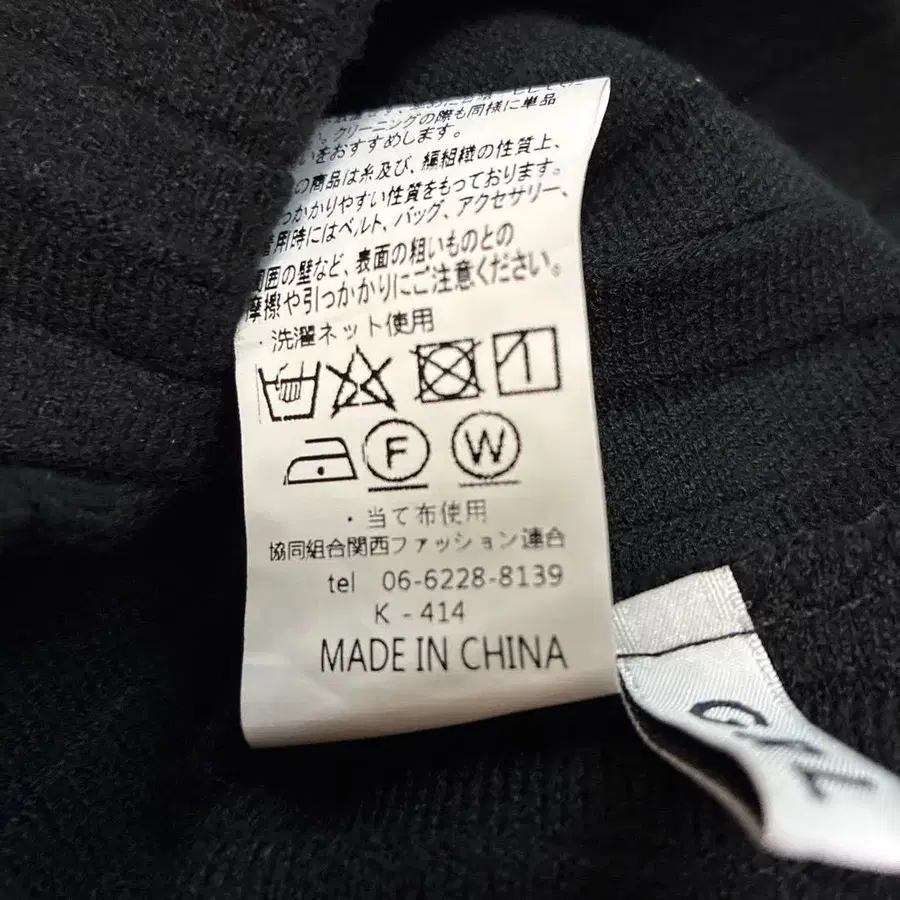 クリーニングの際も同様に単品
いをおすすめします。
の商品は糸及び、編組織の性質上、
っかかりやすい性質をもっております。
着用時にはベルト、バッグ、アクセサリー、
周囲の壁など、表面の粗いものとの
摩擦や引っかかりにご注意ください。
・洗濯ネット使用
F W
・当て布使用
協同組合関西ファッション連合
tel 06-6228-8139
K - 414
MADE IN CHINA